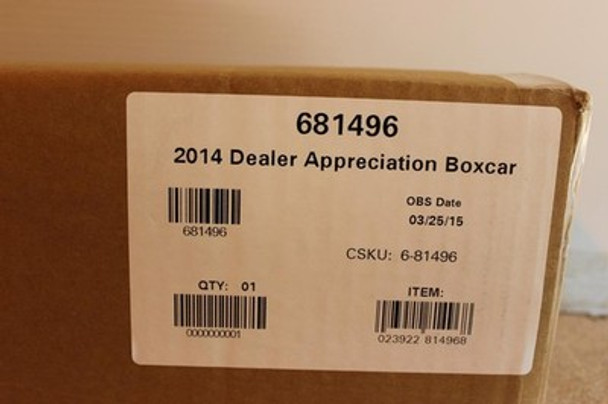 681496
2014 Dealer Appreciation Boxcar
681496
OBS Date
03/25/15
CSKU: 6-81496
QTY: 01
0000000001
ITEM:
023922 814968